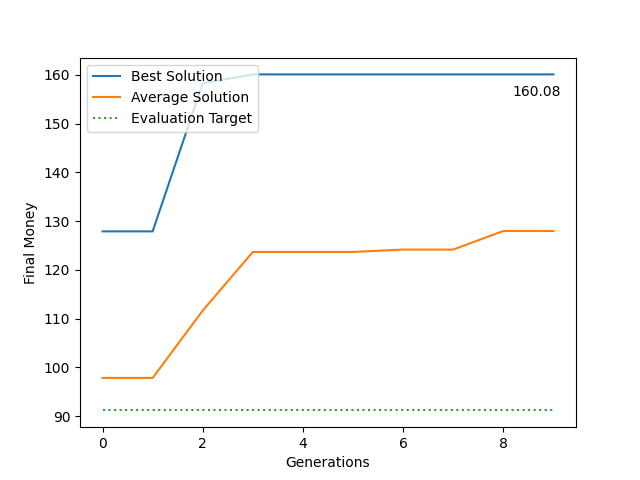 Best Solution
Average Solution
Evaluation Target
160.08
160
150
140
130
120
110
100
90
Final Money
0 2 4 6 8
Generations